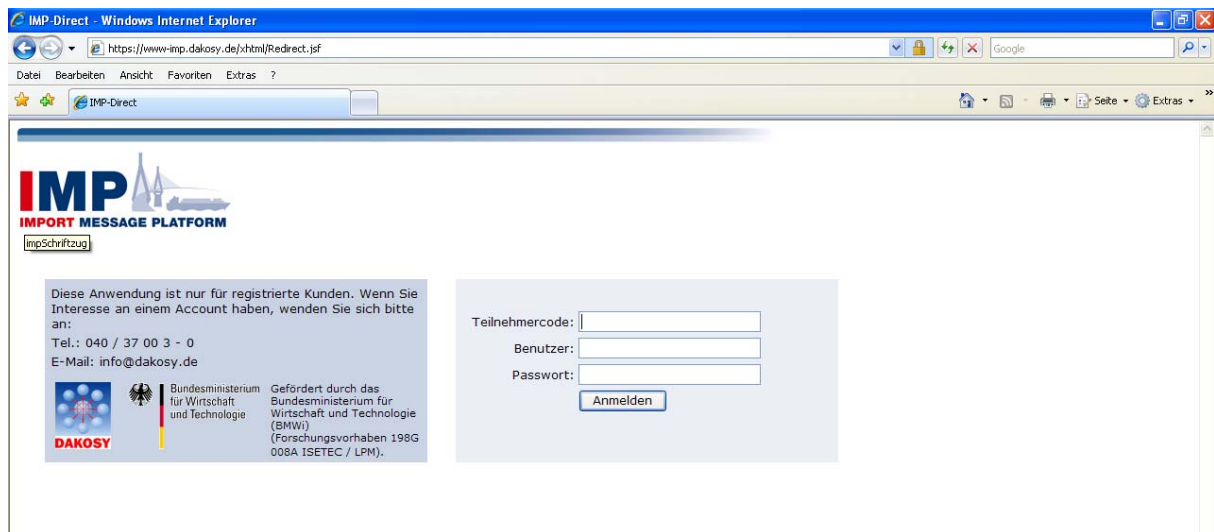 IMP-Direct - Windows Internet Explorer
https://www-imp.dakosy.de/xhtml/Redirect.jsf
Google
Datei Bearbeiten Ansicht Favoriten Extras ?
IMP-Direct
Seite Extras »
IMP
IMPORT MESSAGE PLATFORM
impSchriftzug
Diese Anwendung ist nur für registrierte Kunden. Wenn Sie
Interesse an einem Account haben, wenden Sie sich bitte
an:
Tel.: 040 / 37 00 3 - 0
E-Mail: info@dakosy.de
DAKOSY
Bundesministerium
für Wirtschaft
und Technologie
Gefördert durch das
Bundesministerium für
Wirtschaft und Technologie
(BMWi)
(Forschungsvorhaben 198G
008A ISETEC / LPM).
Teilnehmercode:
Benutzer:
Passwort:
Anmelden